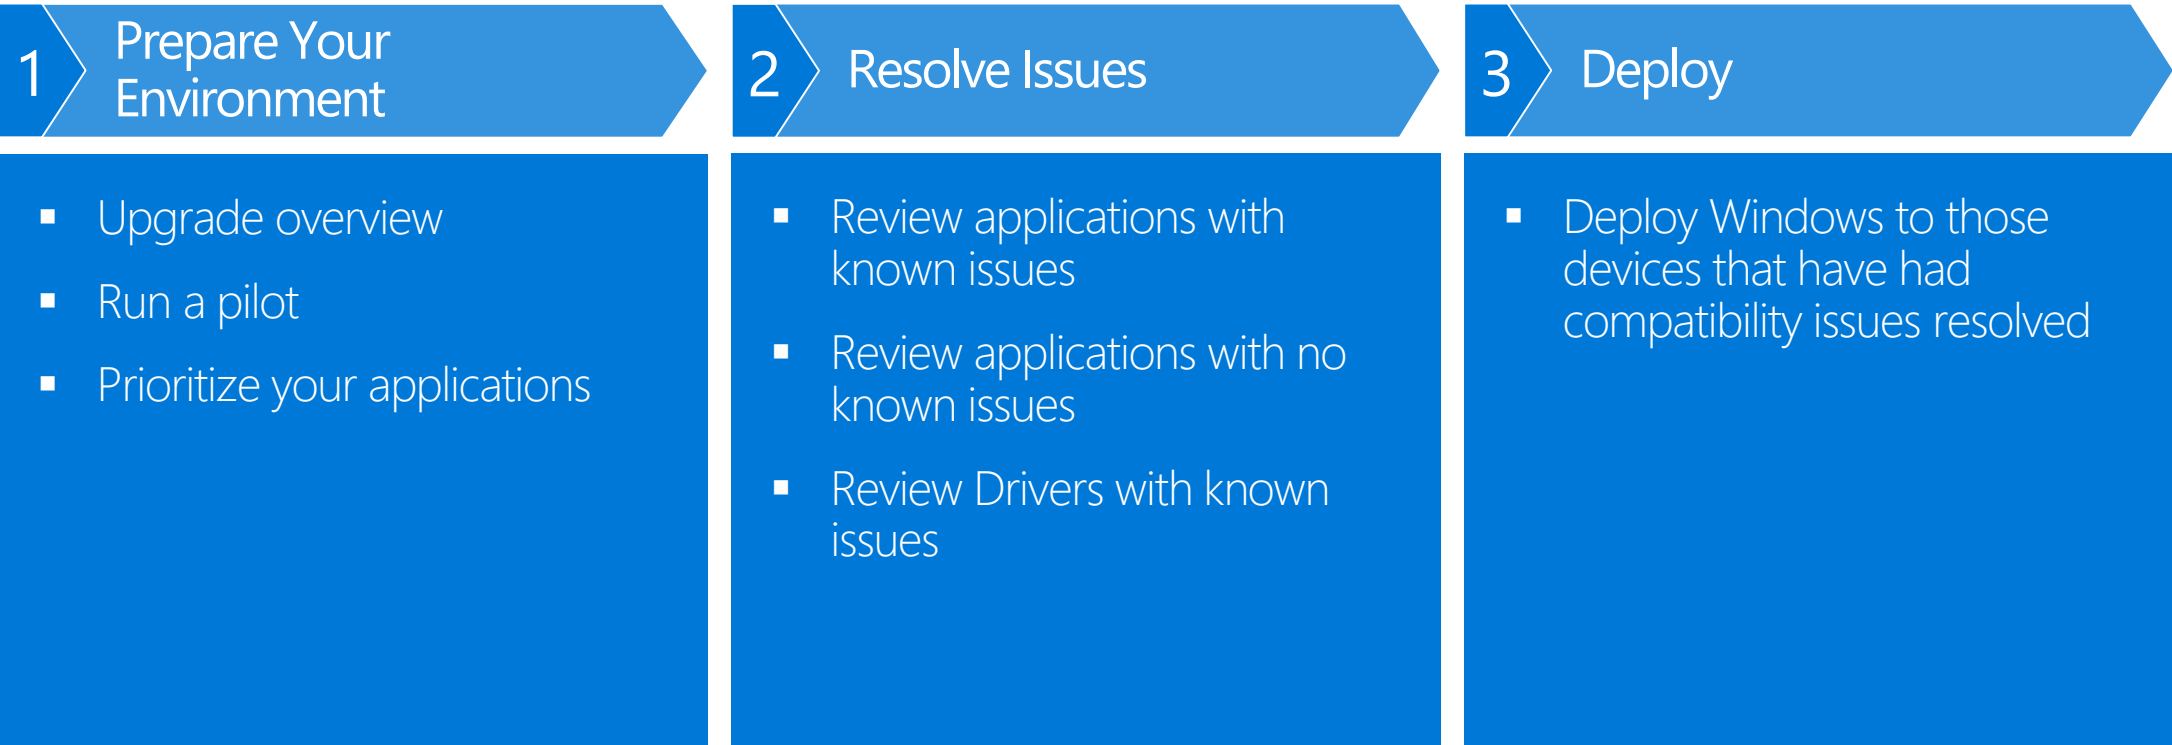 1
Prepare Your
Environment
▪ Upgrade overview
▪ Run a pilot
▪ Prioritize your applications
2
Resolve Issues
▪ Review applications with
known issues
▪ Review applications with no
known issues
▪ Review Drivers with known
issues
3
Deploy
▪ Deploy Windows to those
devices that have had
compatibility issues resolved